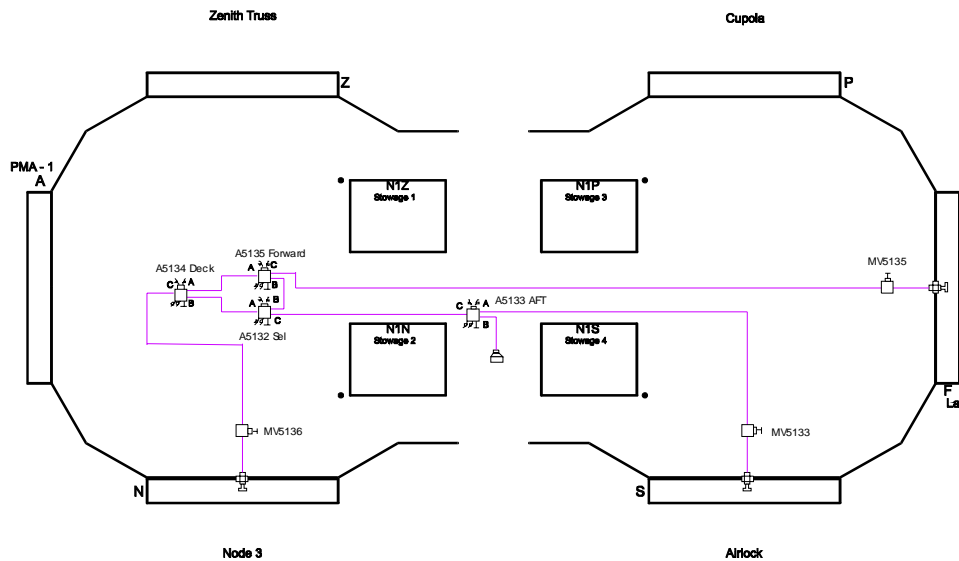 Zenith Truss
Cupola
Z
P
PMA - 1
A
N1Z
Stowage 1
N1P
Stowage 3
A5135 Forward
A C
B
MV5135
A5134 Deck
C A
B
A B
C
A5132 Sel
C A
B
A5133 AFT
N1N
Stowage 2
N1S
Stowage 4
F
La
MV5136
MV5133
N
S
Node 3
Airlock